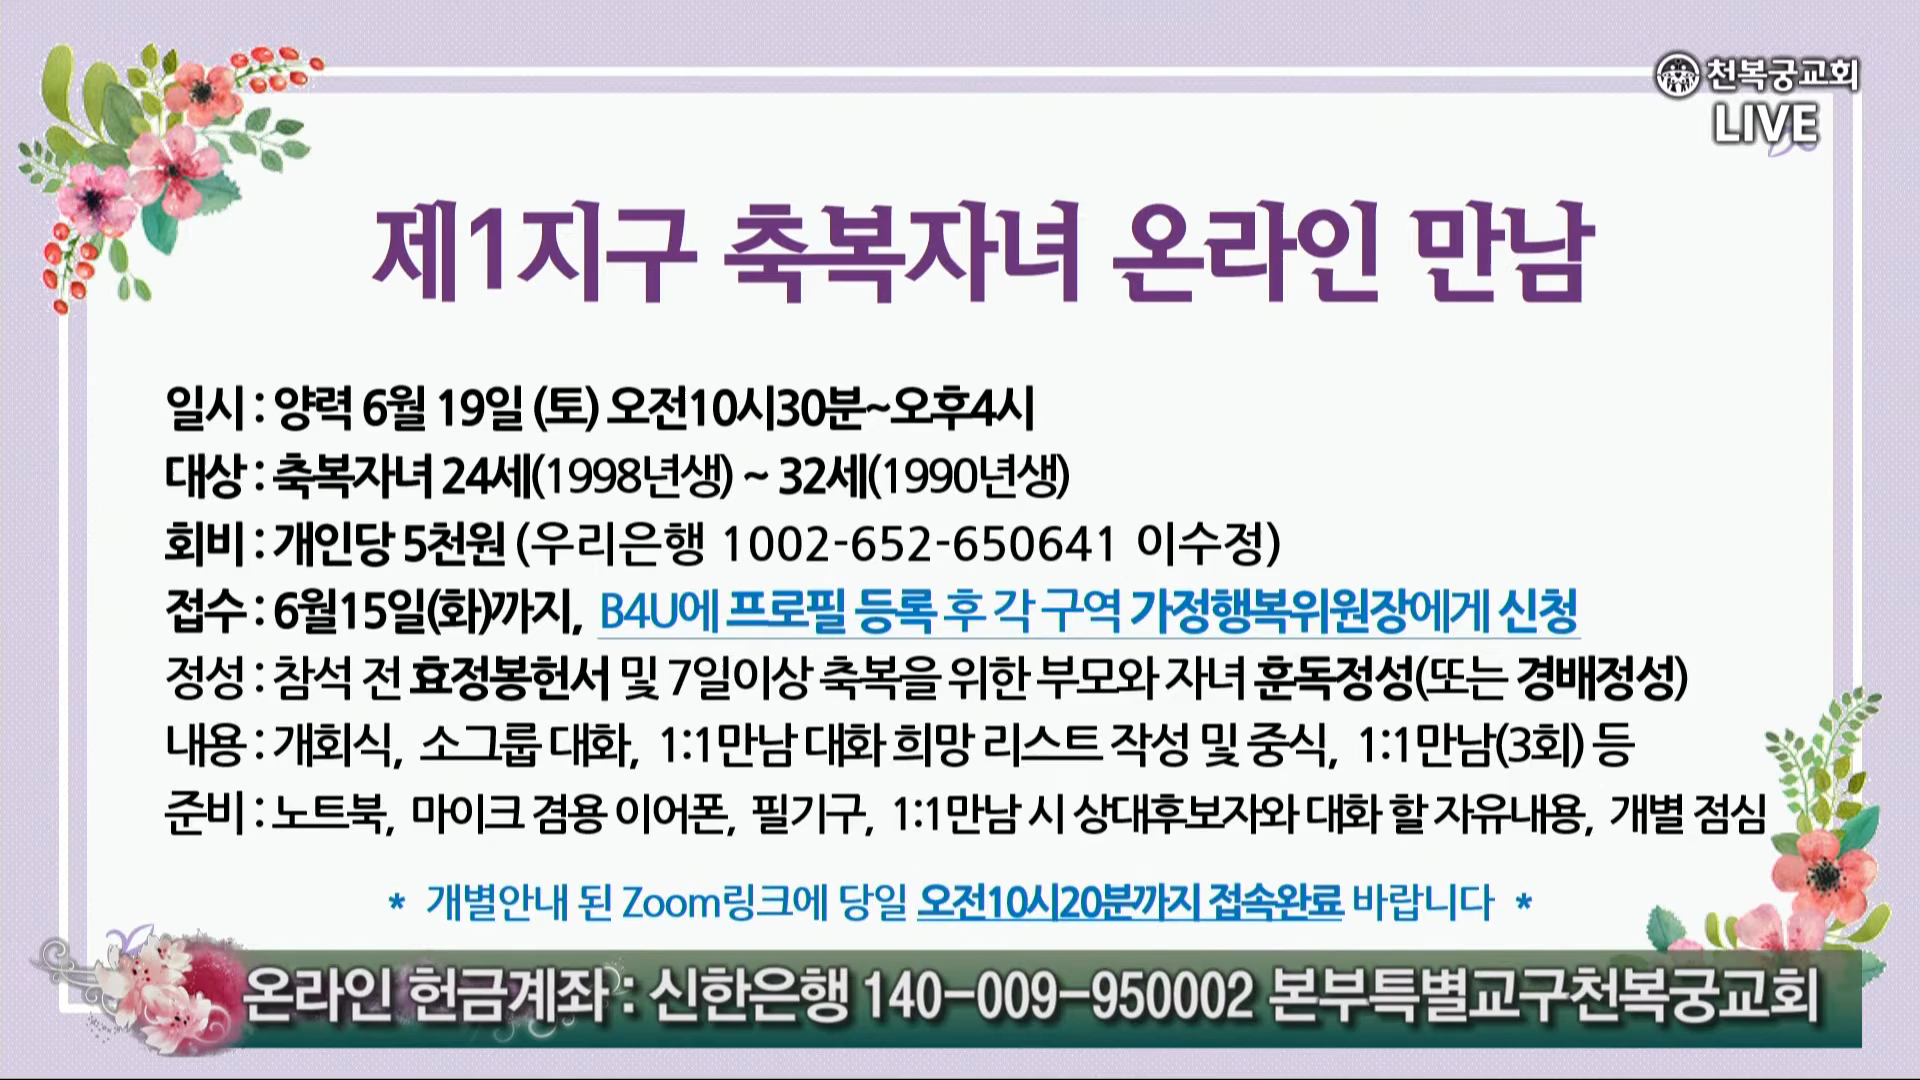 천복궁교회
LIVE
제1지구 축복자녀 온라인 만남
일시 : 양력 6월 19일 (토) 오전10시30분~오후4시
대상 : 축복자녀 24세(1998년생) ~ 32세(1990년생)
회비 : 개인당 5천원 (우리은행 1002-652-650641 이수정)
접수 : 6월15일(화)까지, B4U에 프로필 등록 후 각 구역 가정행복위원장에게 신청
정성 : 참석 전 효정봉헌서 및 7일이상 축복을 위한 부모와 자녀 훈독정성(또는 경배정성)
내용 : 개회식, 소그룹 대화, 1:1만남 대화 희망 리스트 작성 및 중식, 1:1만남(3회) 등
준비 : 노트북, 마이크 겸용 이어폰, 필기구, 1:1만남 시 상대후보자와 대화 할 자유내용, 개별 점심
* 개별안내 된 Zoom링크에 당일 오전10시20분까지 접속완료 바랍니다 *
온라인 헌금계좌 : 신한은행 140-009-950002 본부특별교구천복궁교회